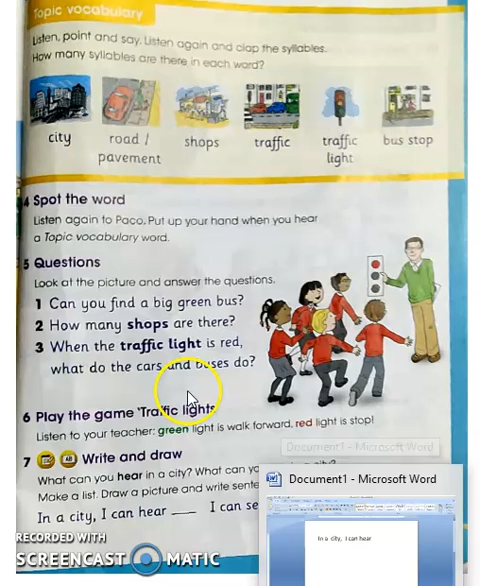 Topic vocabulary
Listen, point and say. Listen again and clap the syllables.
How many syllables are there in each word?
city
road / pavement
shops
traffic
traffic light
bus stop
4 Spot the word
Listen again to Paco. Put up your hand when you hear
a Topic vocabulary word.
5 Questions
Look at the picture and answer the questions.
1 Can you find a big green bus?
2 How many shops are there?
3 When the traffic light is red,
what do the cars and buses do?
6 Play the game 'Traffic lights
Listen to your teacher: green light is walk forward, red light is stop!
Document1 - Microsoft Word
7 Write and draw
What can you hear in a city? What can yo
Make a list. Draw a picture and write sente
In a city, I can hear ___ I can se
Document1 - Microsoft Word
In a city, I can hear
RECORDED WITH
SCREENCAST MATIC